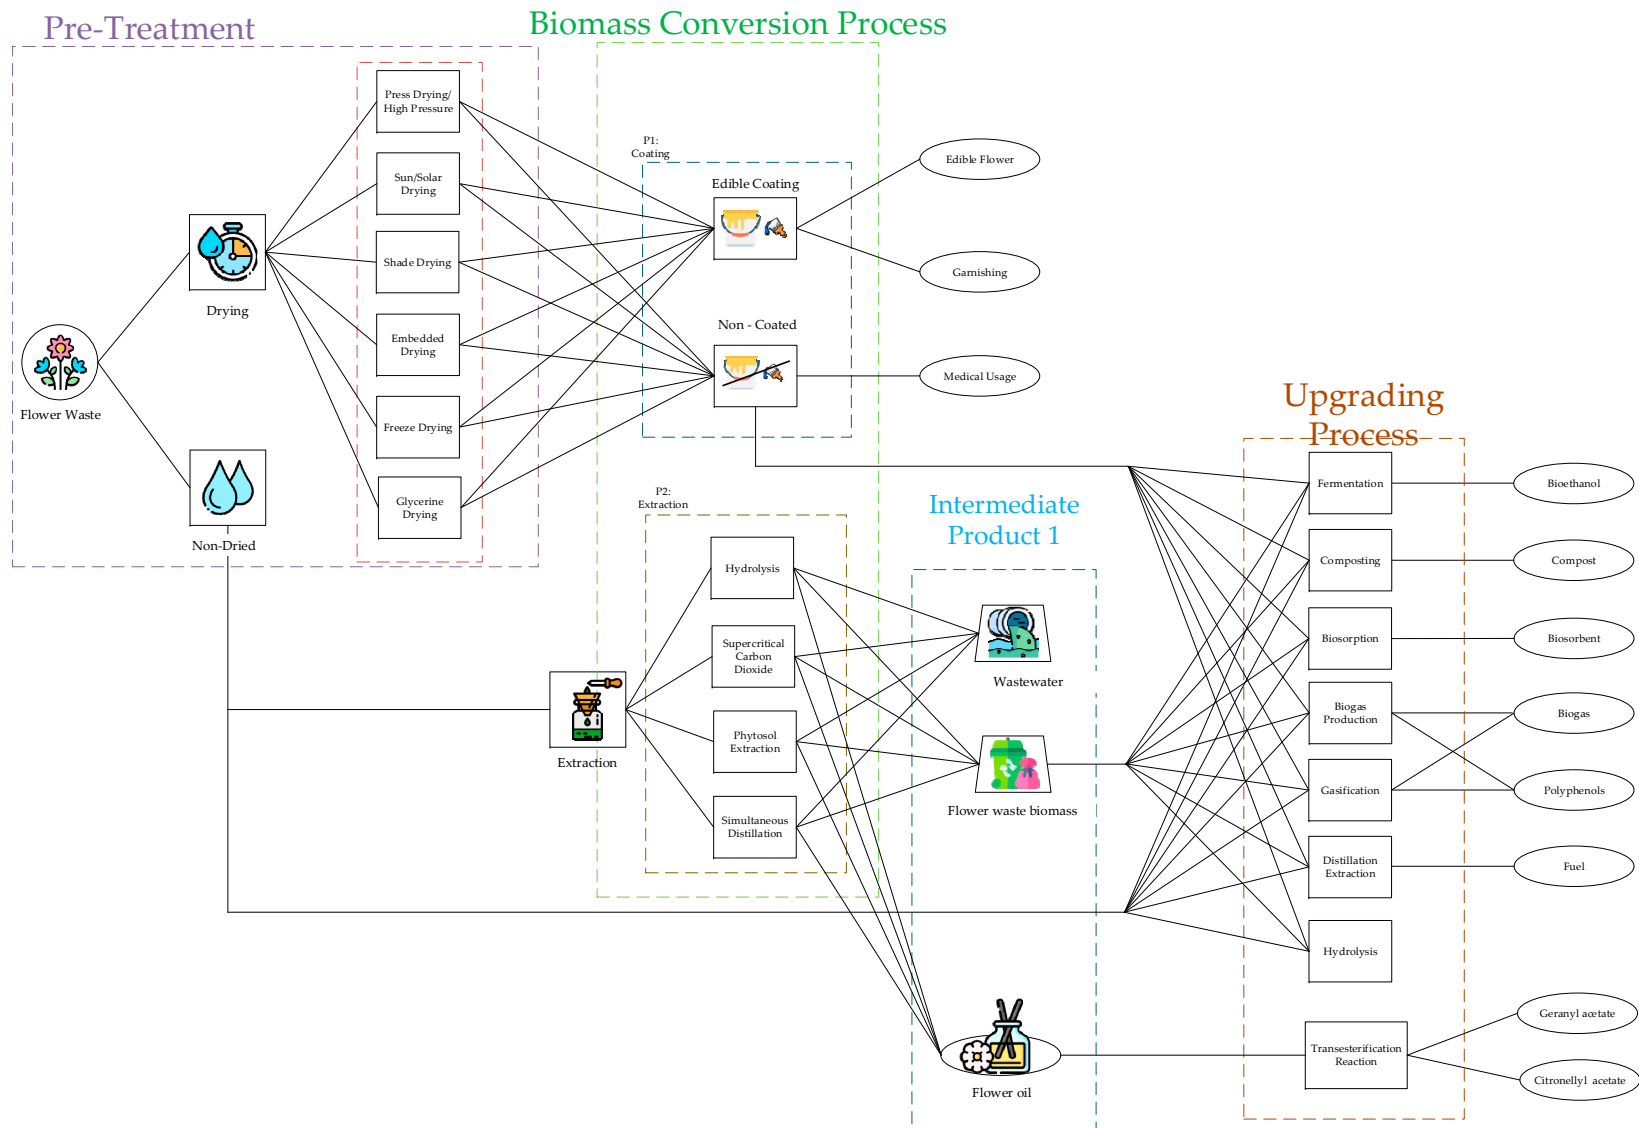 Pre-Treatment
Biomass Conversion Process
Press Drying/
High Pressure
Sun/Solar
Drying
Shade Drying
Embedded
Drying
Freeze Drying
Glycerine
Drying
Drying
Flower Waste
Non-Dried
P1:
Coating
Edible Coating
Non - Coated
Edible Flower
Garnishing
Medical Usage
P2:
Extraction
Hydrolysis
Supercritical
Carbon
Dioxide
Phytosol
Extraction
Simultaneous
Distillation
Extraction
Intermediate
Product 1
Wastewater
Flower waste biomass
Flower oil
Upgrading
Process
Fermentation
Composting
Biosorption
Biogas
Production
Gasification
Distillation
Extraction
Hydrolysis
Transesterification
Reaction
Bioethanol
Compost
Biosorbent
Biogas
Polyphenols
Fuel
Geranyl acetate
Citronellyl acetate